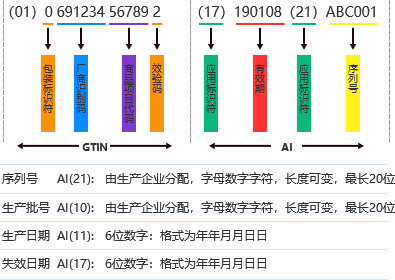 (01) 0 691234 56789 2 (17) 190108 (21) ABC001
包装标识符 厂商识别码 商品项目代码 效验码 应用标识符 有效期 应用标识符 序列号
GTIN AI
序列号 AI(21): 由生产企业分配，字母数字字符，长度可变，最长20位
生产批号 AI(10): 由生产企业分配，字母数字字符，长度可变，最长20位
生产日期 AI(11): 6位数字：格式为年年月月日日
失效日期 AI(17): 6位数字：格式为年年月月日日